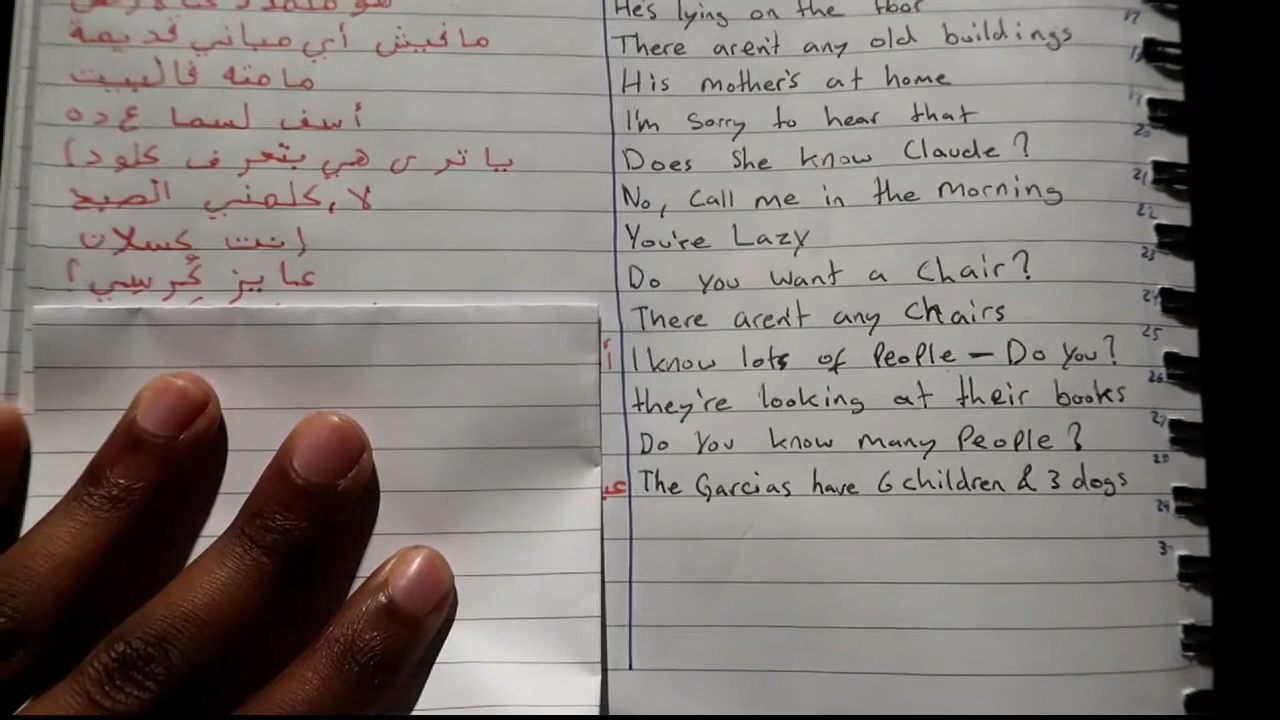 He's lying on the floor
مافيش أي مباني قديمة
There aren't any old buildings
مامته فالبيت
His mother's at home
أسف لسما ع ده
I'm Sorry to hear that
يا ترى هي بتعرف كلود؟
Does She know Claude?
لا, كلمني الصبح
No, Call me in the morning
إنت كسلان
You're Lazy
عايز كُرسِي؟
Do you want a Chair?
There aren't any Chairs
I know lots of People – Do You?
they're looking at their books
Do You know many People?
The Garcias have 6 children & 3 dogs
20
21
22
23
24
25
26
27
28
29